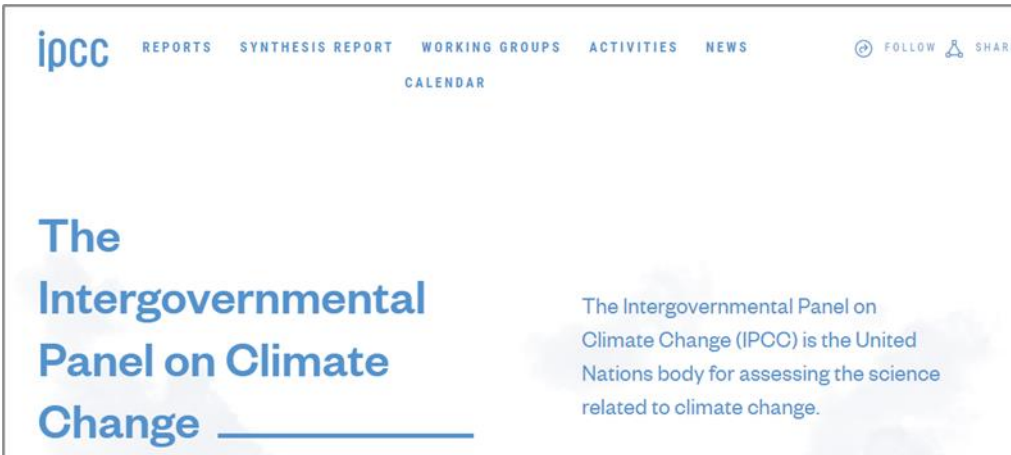 ipcc REPORTS SYNTHESIS REPORT WORKING GROUPS ACTIVITIES NEWS FOLLOW
CALENDAR
The
Intergovernmental
Panel on Climate
Change
The Intergovernmental Panel on
Climate Change (IPCC) is the United
Nations body for assessing the science
related to climate change.